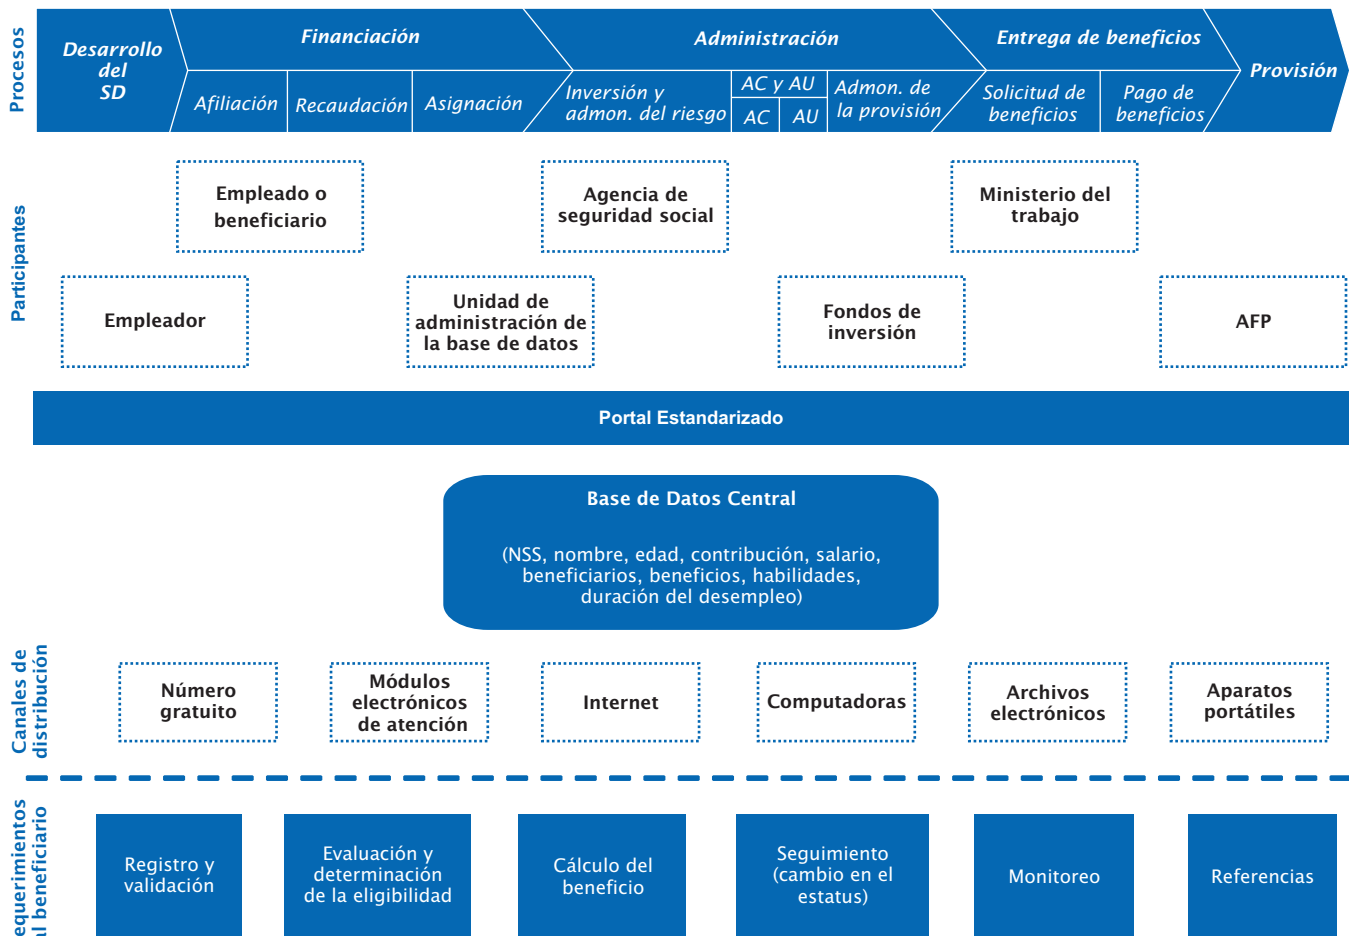 Procesos
Desarrollo
del
SD
Financiación
Afiliación
Recaudación
Asignación
Administración
Inversión y
admon. del riesgo
AC y AU
AC
AU
Admon. de
la provisión
Entrega de beneficios
Solicitud de
beneficios
Pago de
beneficios
Provisión
Participantes
Empleado o
beneficiario
Agencia de
seguridad social
Ministerio del
trabajo
Empleador
Unidad de
administración de
la base de datos
Fondos de
inversión
AFP
Portal Estandarizado
Base de Datos Central
(NSS, nombre, edad, contribución, salario,
beneficiarios, beneficios, habilidades,
duración del desempleo)
Canales de
distribución
Número
gratuito
Módulos
electrónicos
de atención
Internet
Computadoras
Archivos
electrónicos
Aparatos
portátiles
equerimientos
al beneficiario
Registro y
validación
Evaluación y
determinación
de la eligibilidad
Cálculo del
beneficio
Seguimiento
(cambio en el
estatus)
Monitoreo
Referencias